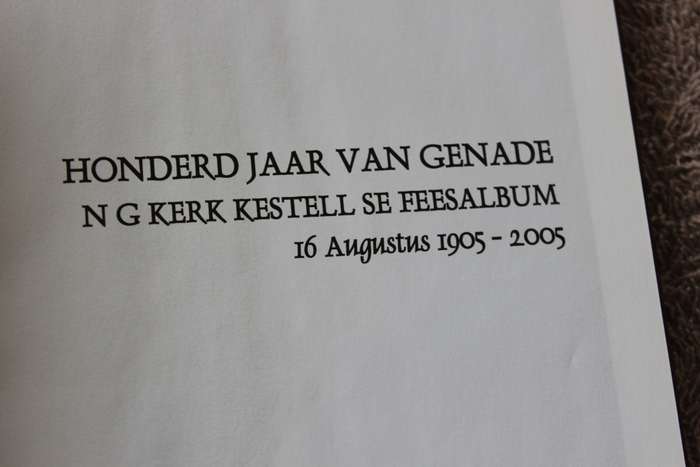 HONDERD JAAR VAN GENADE
N G KERK KESTELL SE FEESALBUM
16 Augustus 1905 - 2005